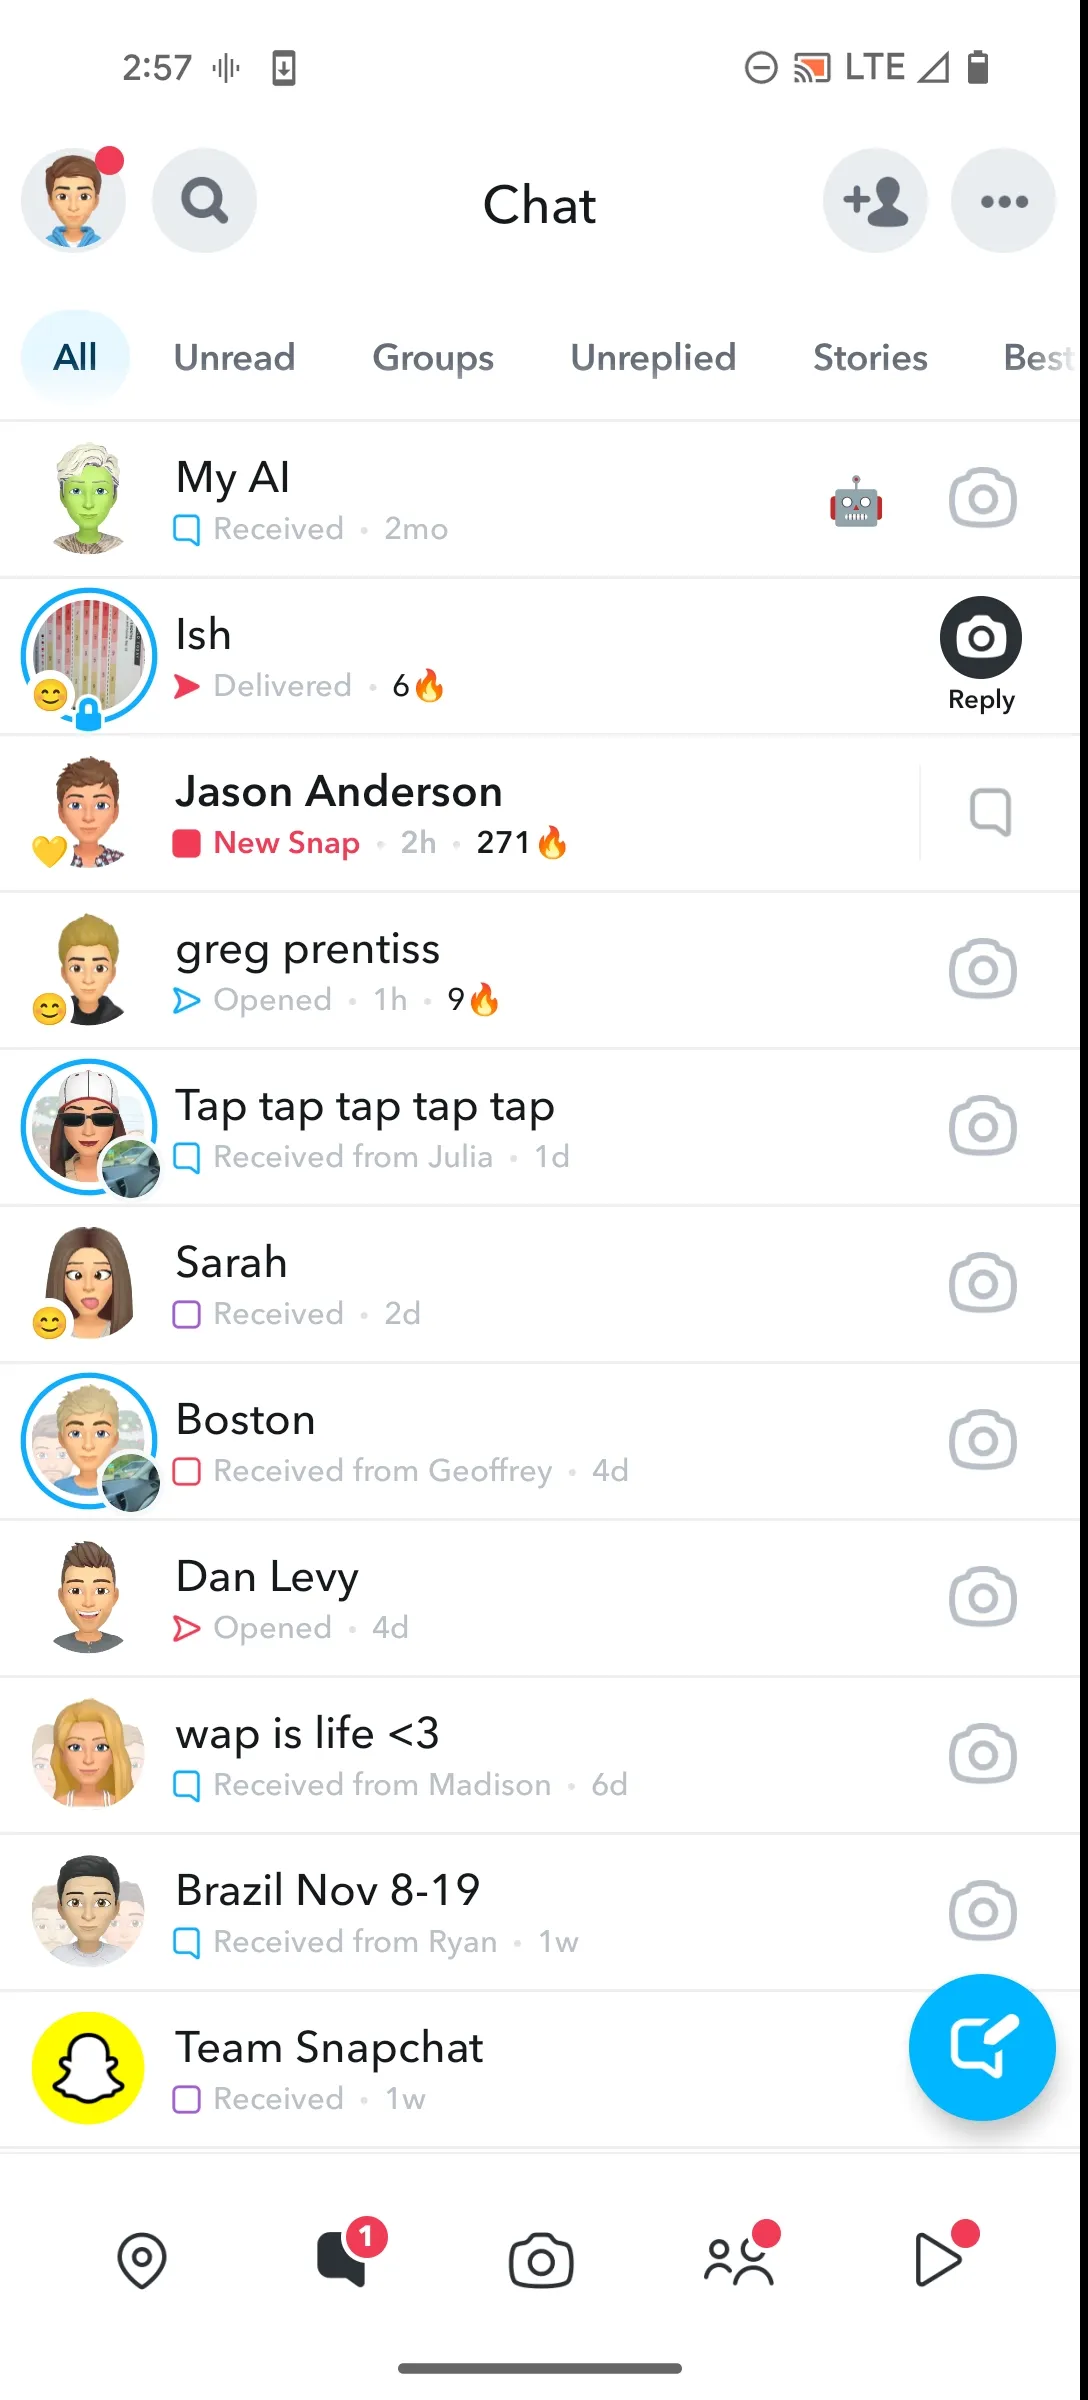 2:57 LTE
Chat
All Unread Groups Unreplied Stories Best
My AI
Received • 2mo
Ish
Delivered • 6🔥
Reply
Jason Anderson
New Snap • 2h • 271🔥
greg prentiss
Opened • 1h • 9🔥
Tap tap tap tap tap
Received from Julia • 1d
Sarah
Received • 2d
Boston
Received from Geoffrey • 4d
Dan Levy
Opened • 4d
wap is life <3
Received from Madison • 6d
Brazil Nov 8-19
Received from Ryan • 1w
Team Snapchat
Received • 1w
1